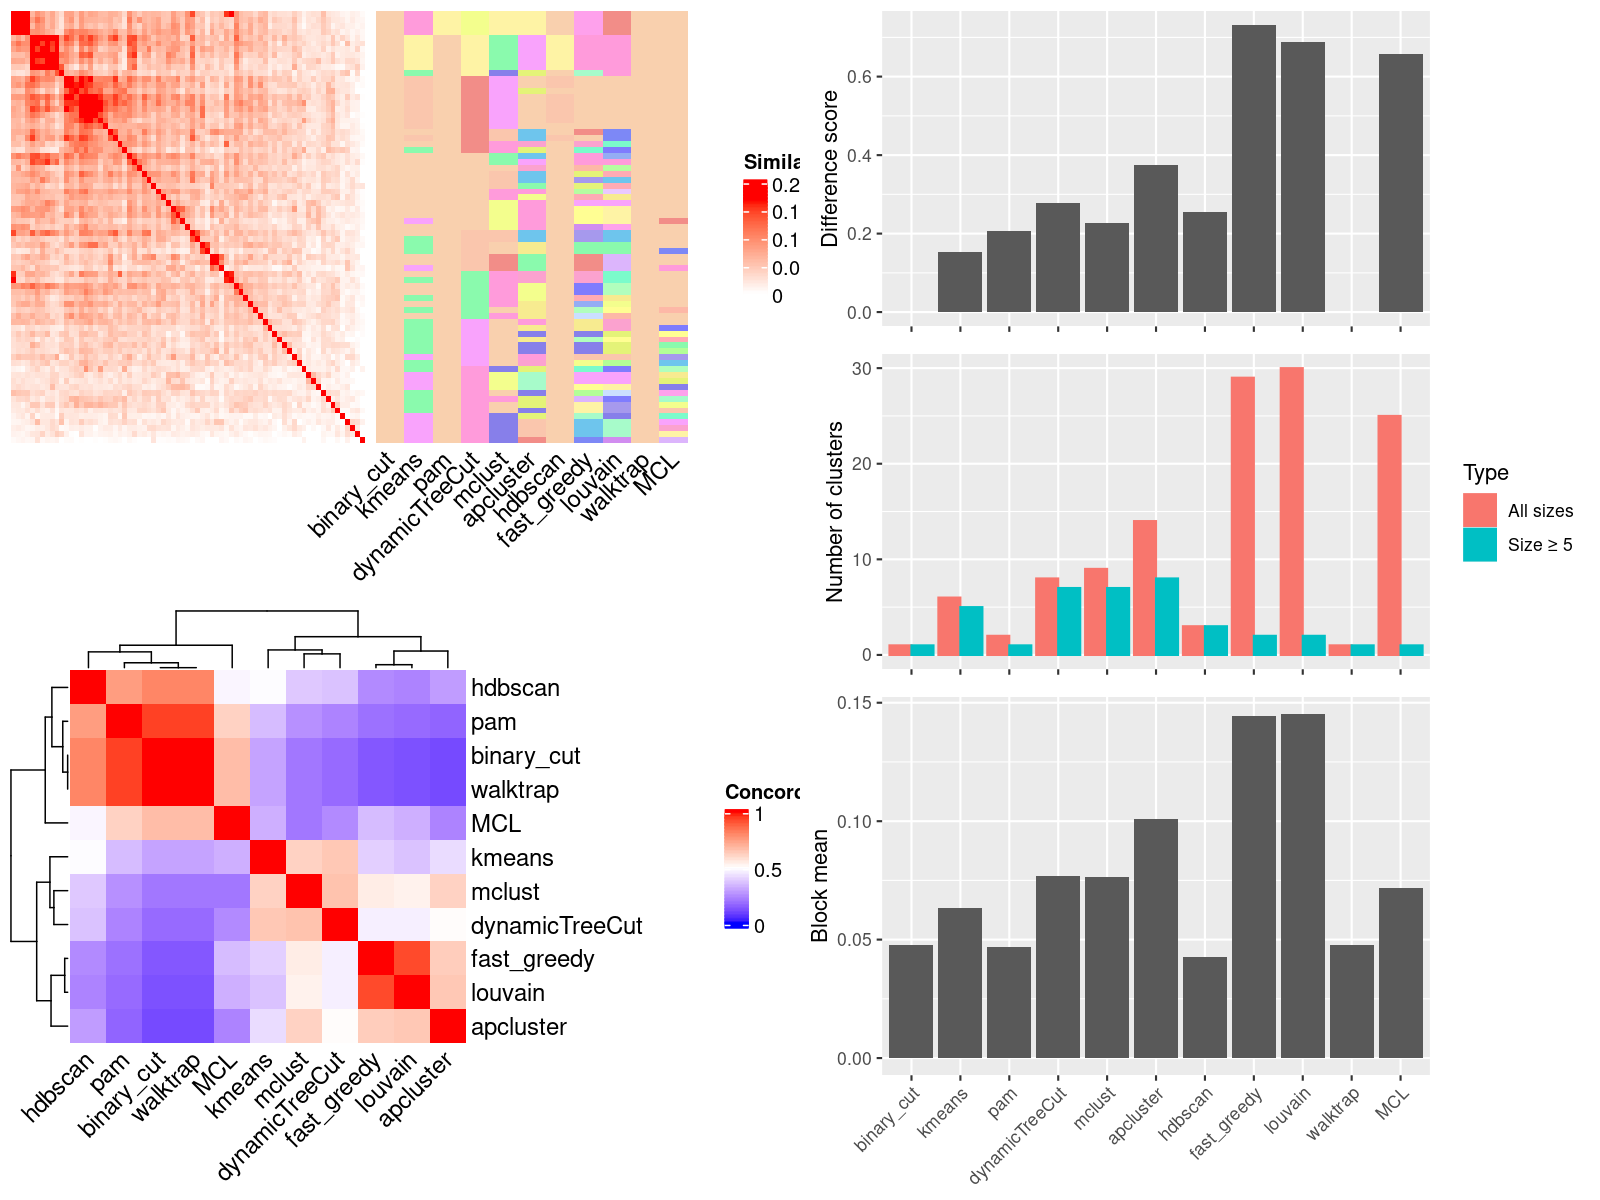 Simila
0.2
0.1
0.1
0.0
0
binary_cut
kmeans
pam
dynamicTreeCut
mclust
apcluster
hdbscan
fast_greedy
louvain
walktrap
MCL
Difference score
0.6
0.4
0.2
0.0
Number of clusters
30
20
10
0
Type
All sizes
Size ≥ 5
hdbscan
pam
binary_cut
walktrap
MCL
kmeans
mclust
dynamicTreeCut
fast_greedy
louvain
apcluster
hdbscan
pam
binary_cut
walktrap
MCL
kmeans
mclust
dynamicTreeCut
fast_greedy
louvain
apcluster
Concord
1
0.5
0
Block mean
0.15
0.10
0.05
0.00
binary_cut
kmeans
pam
dynamicTreeCut
mclust
apcluster
hdbscan
fast_greedy
louvain
walktrap
MCL